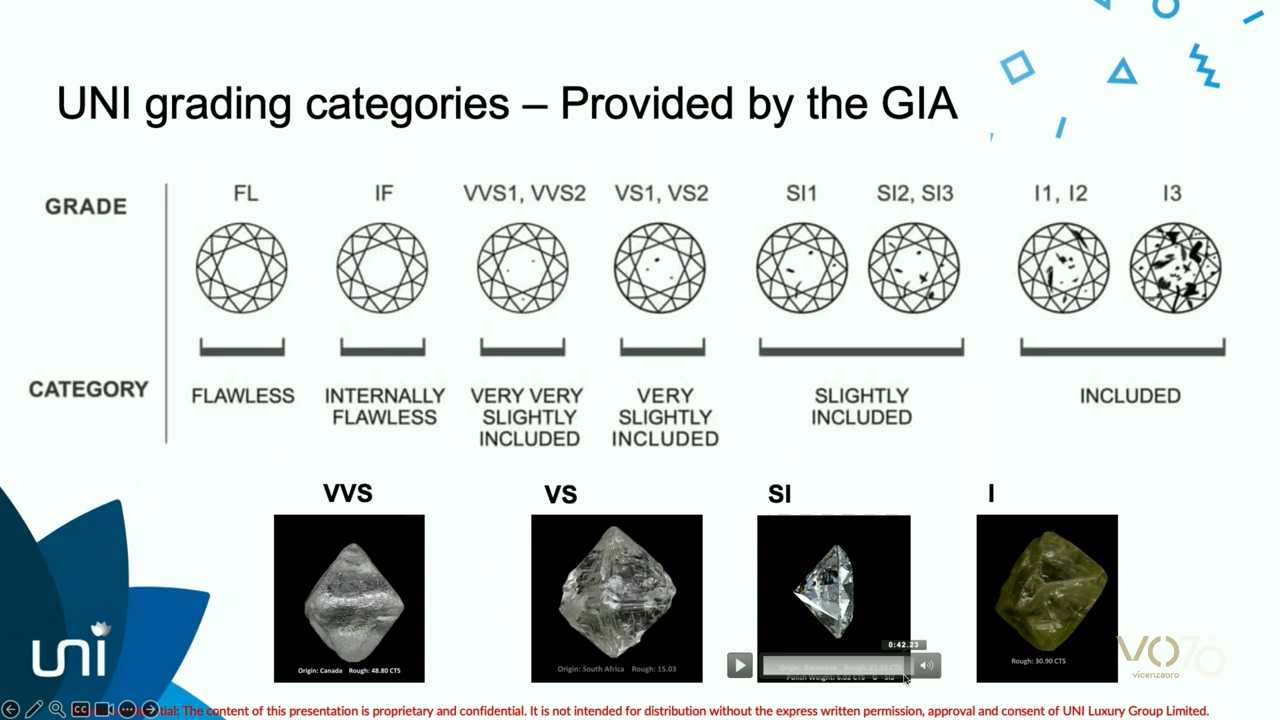 UNI grading categories – Provided by the GIA
GRADE
FL
IF
VVS1, VVS2
VS1, VS2
SI1
SI2, SI3
I1, I2
I3
CATEGORY
FLAWLESS
INTERNALLY
FLAWLESS
VERY VERY
SLIGHTLY
INCLUDED
VERY
SLIGHTLY
INCLUDED
SLIGHTLY
INCLUDED
INCLUDED
VVS
VS
SI
I
Origin: Canada Rough: 48.80 CTS
Origin: South Africa Rough: 15.03
0:42.23
Rough: 30.90 CTS
uni
VO70
vicenzaoro
CC
The content of this presentation is proprietary and confidential. It is not intended for distribution without the express written permission, approval and consent of UNI Luxury Group Limited.